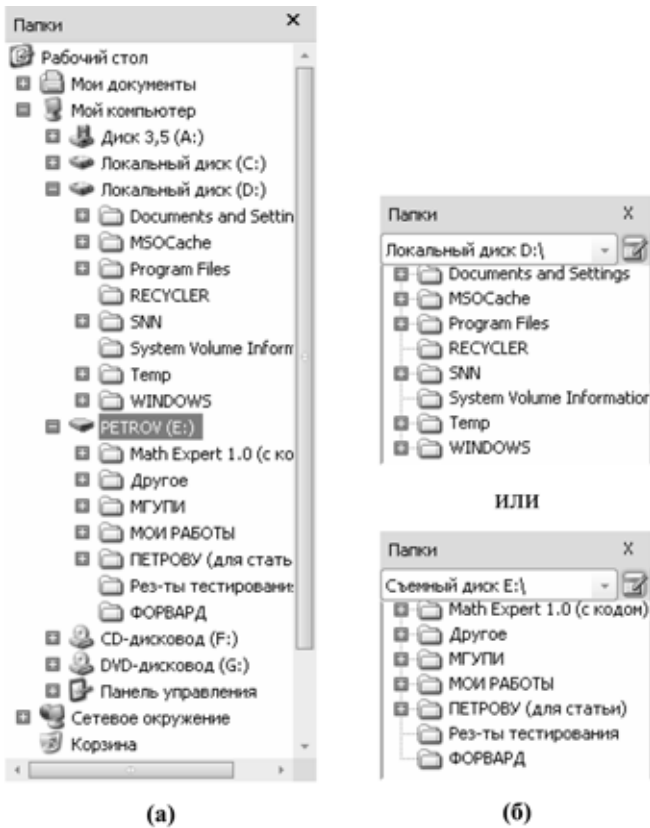 Папки X
Рабочий стол
Мои документы
Мой компьютер
Диск 3,5 (A:)
Локальный диск (C:)
Локальный диск (D:)
Documents and Settin
MSOCache
Program Files
RECYCLER
SNN
System Volume Inform
Temp
WINDOWS
PETROV (E:)
Math Expert 1.0 (с ко
Другое
МГУПИ
МОИ РАБОТЫ
ПЕТРОВУ (для стать
Рез-ты тестировани
ФОРВАРД
CD-дисковод (F:)
DVD-дисковод (G:)
Панель управления
Сетевое окружение
Корзина
(а)
Папки X
Локальный диск D:\
Documents and Settings
MSOCache
Program Files
RECYCLER
SNN
System Volume Information
Temp
WINDOWS
или
Папки X
Съемный диск E:\
Math Expert 1.0 (с кодом)
Другое
МГУПИ
МОИ РАБОТЫ
ПЕТРОВУ (для статьи)
Рез-ты тестирования
ФОРВАРД
(б)